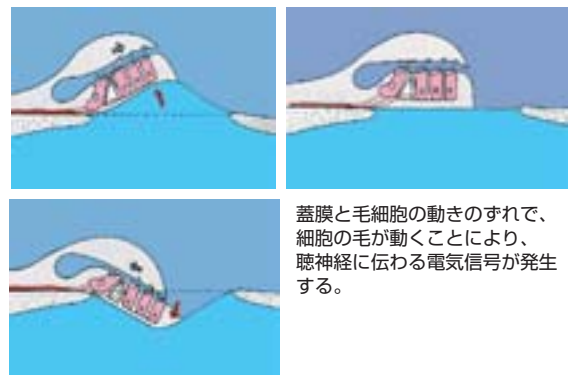 蓋膜と毛細胞の動きのずれで、
細胞の毛が動くことにより、
聴神経に伝わる電気信号が発生
する。